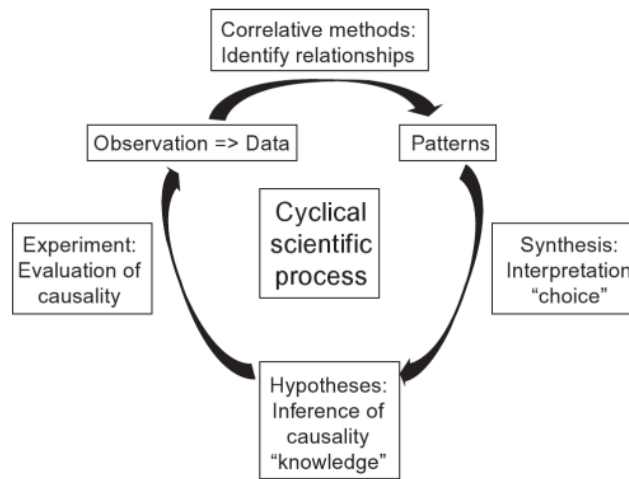 Correlative methods:
Identify relationships
Observation => Data
Patterns
Cyclical
scientific
process
Experiment:
Evaluation of
causality
Synthesis:
Interpretation
“choice”
Hypotheses:
Inference of
causality
“knowledge”